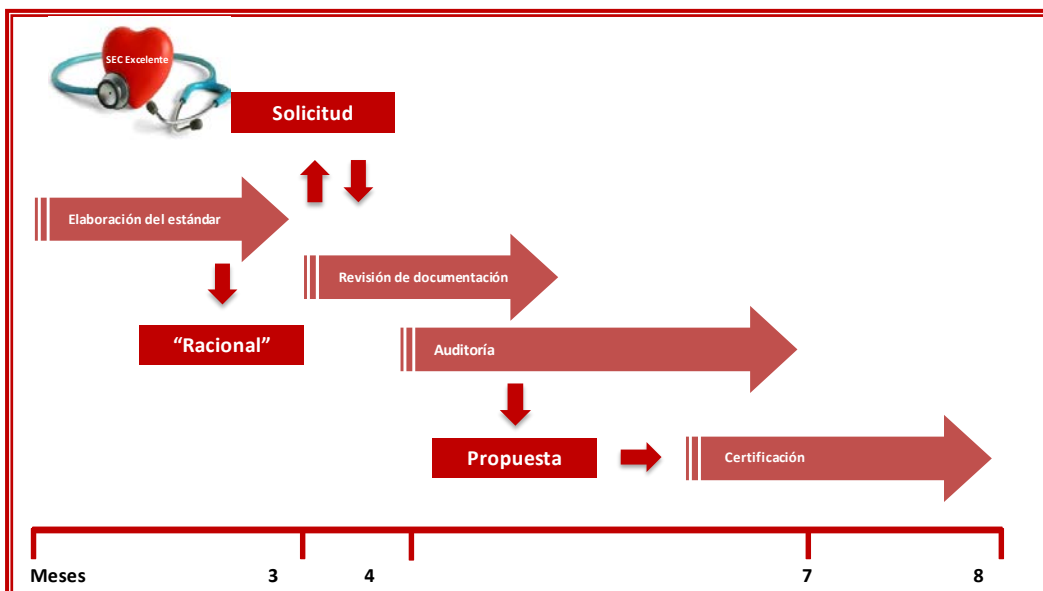 SEC Excelente
Solicitud
Elaboración del estándar
Revisión de documentación
“Racional”
Auditoría
Propuesta
Certificación
Meses 3 4 7 8